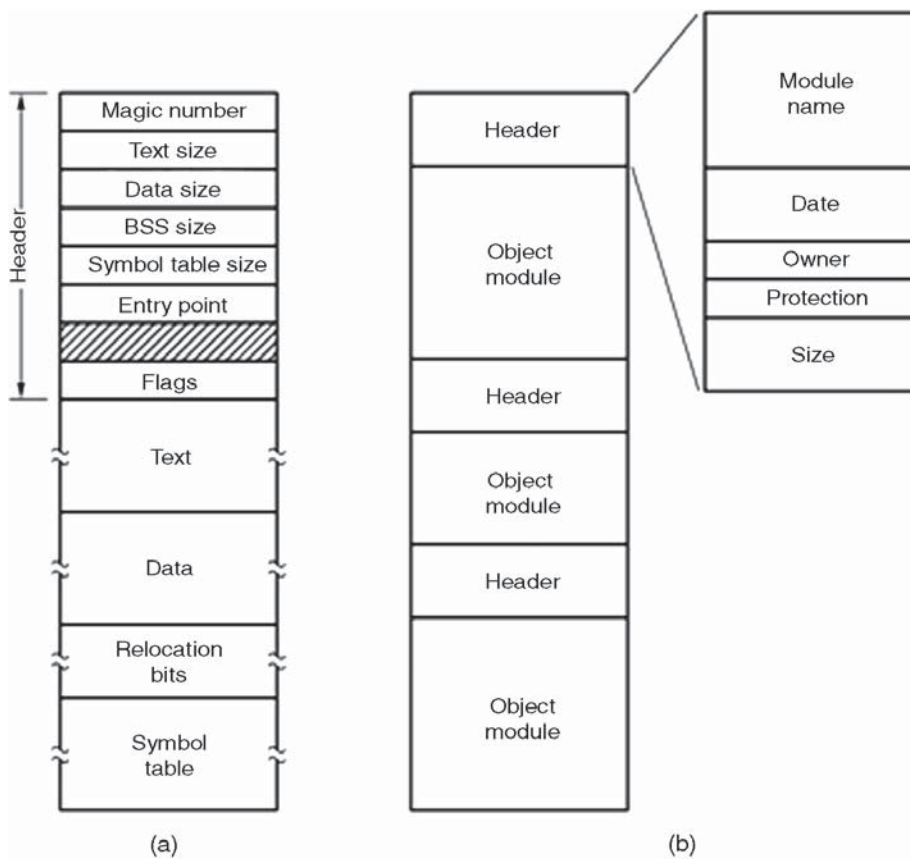 Header
Magic number
Text size
Data size
BSS size
Symbol table size
Entry point
Flags
Text
Data
Relocation
bits
Symbol
table
(a)
Header
Object
module
Header
Object
module
Header
Object
module
Module
name
Date
Owner
Protection
Size
(b)